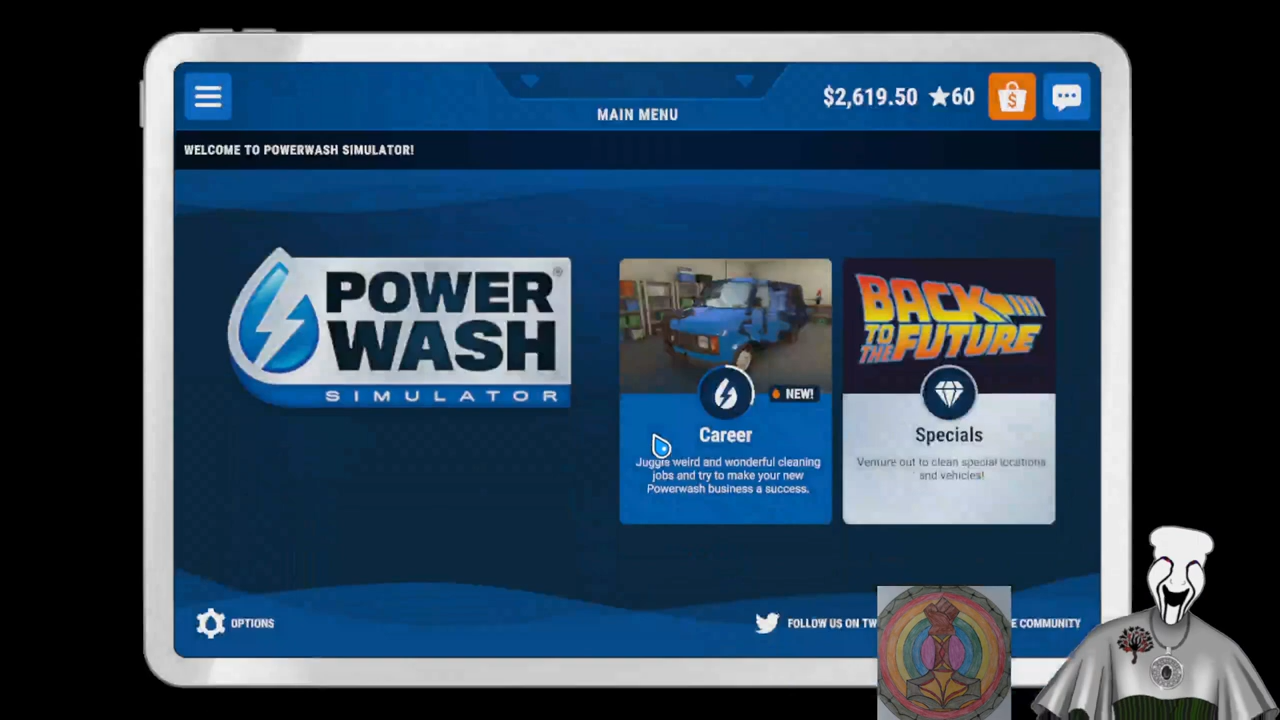 $2,619.50 ★60
MAIN MENU
WELCOME TO POWERWASH SIMULATOR!
POWER
WASH
SIMULATOR
NEW!
Career
Juggle weird and wonderful cleaning
jobs and try to make your new
Powerwash business a success.
BACK
TO THE FUTURE
Specials
Venture out to clean special locations
and vehicles!
OPTIONS
FOLLOW US ON
COMMUNITY